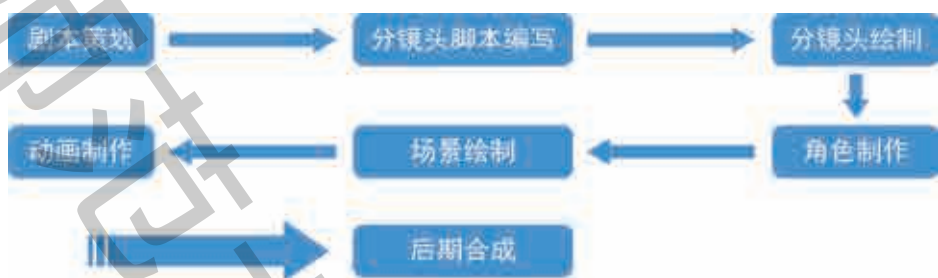 剧本策划
分镜头脚本编写
分镜头绘制
角色制作
场景绘制
动画制作
后期合成